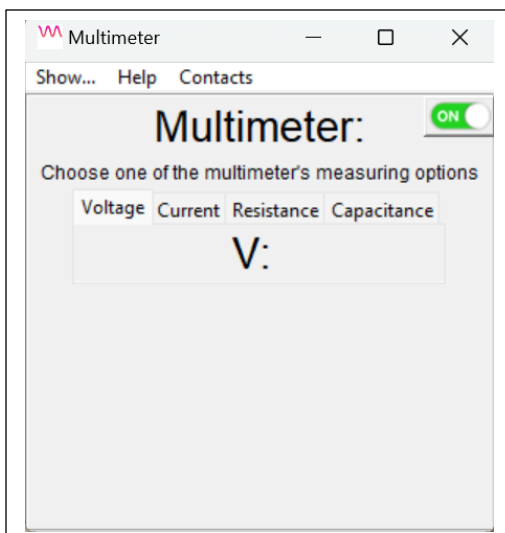 Multimeter
Show... Help Contacts
Multimeter:
ON
Choose one of the multimeter's measuring options
Voltage Current Resistance Capacitance
V: